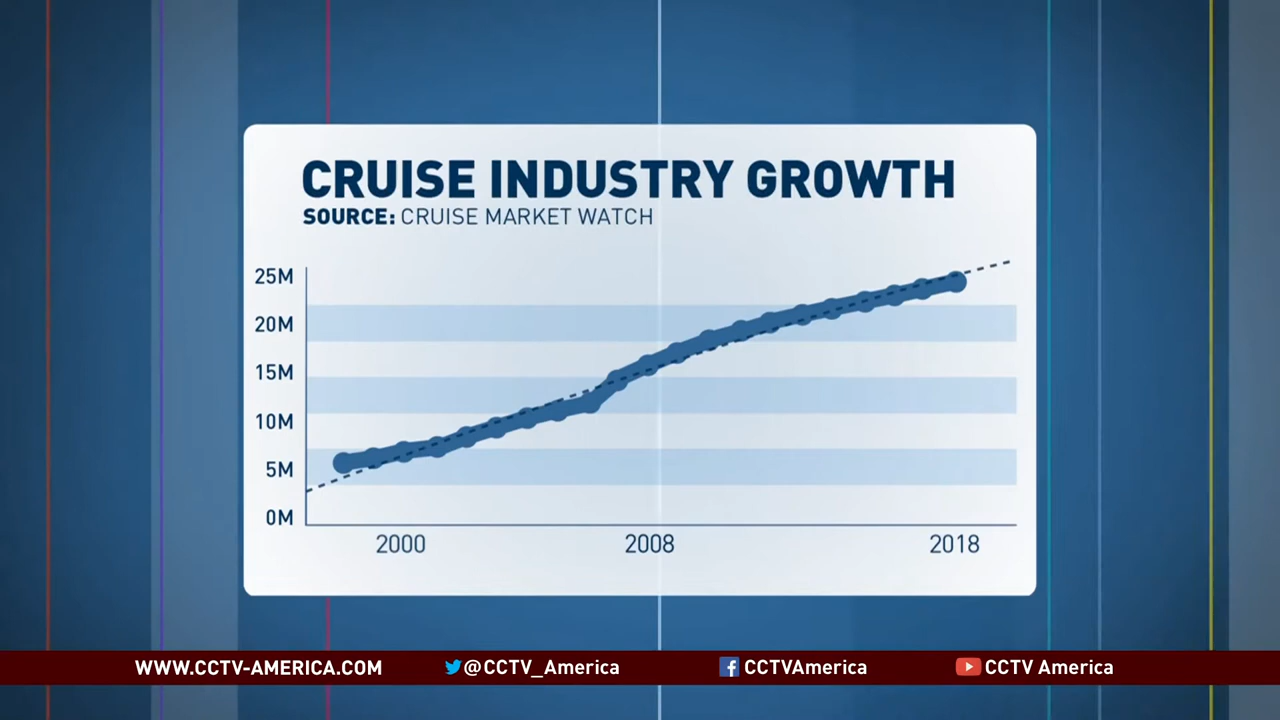 CRUISE INDUSTRY GROWTH
SOURCE: CRUISE MARKET WATCH
25M
20M
15M
10M
5M
0M
2000 2008 2018
WWW.CCTV-AMERICA.COM @CCTV_America CCTVAmerica CCTV America